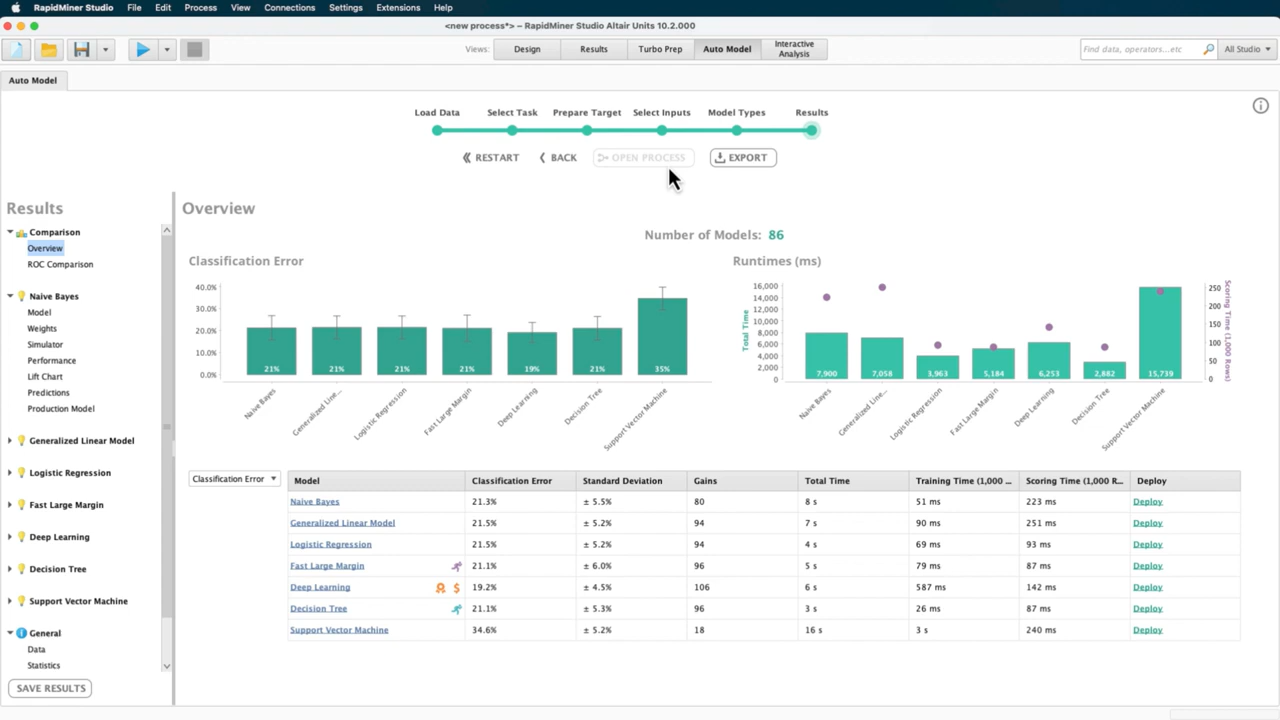 RapidMiner Studio File Edit Process View Connections Settings Extensions Help
<new process*> – RapidMiner Studio Altair Units 10.2.000
Views: Design Results Turbo Prep Auto Model Interactive Analysis Find data, operators...etc All Studio
Auto Model
Load Data Select Task Prepare Target Select Inputs Model Types Results
RESTART BACK OPEN PROCESS EXPORT
Results
Comparison
Overview
ROC Comparison
Naive Bayes
Model
Weights
Simulator
Performance
Lift Chart
Predictions
Production Model
Generalized Linear Model
Logistic Regression
Fast Large Margin
Deep Learning
Decision Tree
Support Vector Machine
General
Data
Statistics
SAVE RESULTS
Overview
Number of Models: 86
Classification Error
40.0%
30.0%
20.0%
10.0%
0.0%
21% 21% 21% 21% 19% 21% 35%
Naive Bayes Generalized Line... Logistic Regression Fast Large Margin Deep Learning Decision Tree Support Vector Machine
Runtimes (ms)
Total Time
16,000
14,000
12,000
10,000
8,000
6,000
4,000
2,000
0
7,900 7,058 3,963 5,184 6,253 2,882 15,739
250
200
150
100
50
0
Scoring Time (1,000 Rows)
Naive Bayes Generalized Line... Logistic Regression Fast Large Margin Deep Learning Decision Tree Support Vector Machine
Classification Error
Model Classification Error Standard Deviation Gains Total Time Training Time (1,000 ... Scoring Time (1,000 R... Deploy
Naive Bayes 21.3% ± 5.5% 80 8 s 51 ms 223 ms Deploy
Generalized Linear Model 21.5% ± 5.2% 94 7 s 90 ms 251 ms Deploy
Logistic Regression 21.5% ± 5.2% 94 4 s 69 ms 93 ms Deploy
Fast Large Margin 21.1% ± 6.0% 96 5 s 79 ms 87 ms Deploy
Deep Learning $ 19.2% ± 4.5% 106 6 s 587 ms 142 ms Deploy
Decision Tree 21.1% ± 5.3% 96 3 s 26 ms 87 ms Deploy
Support Vector Machine 34.6% ± 5.2% 18 16 s 3 s 240 ms Deploy